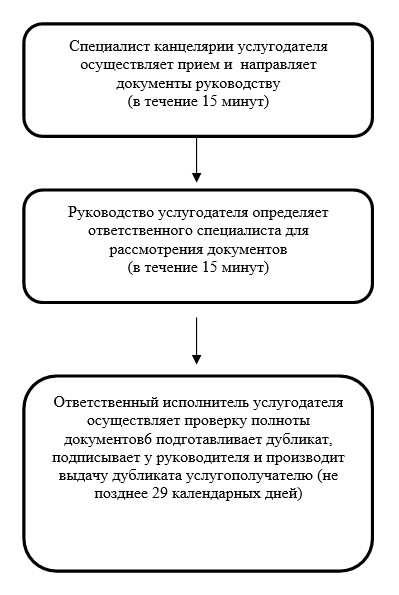 Специалист канцелярии услугодателя
осуществляет прием и  направляет
документы руководству
(в течение 15 минут)
Руководство услугодателя определяет
ответственного специалиста для
рассмотрения документов
(в течение 15 минут)
Ответственный исполнитель услугодателя
осуществляет проверку полноты
документов6 подготавливает дубликат,
подписывает у руководителя и производит
выдачу дубликата услугополучателю (не
позднее 29 календарных дней)